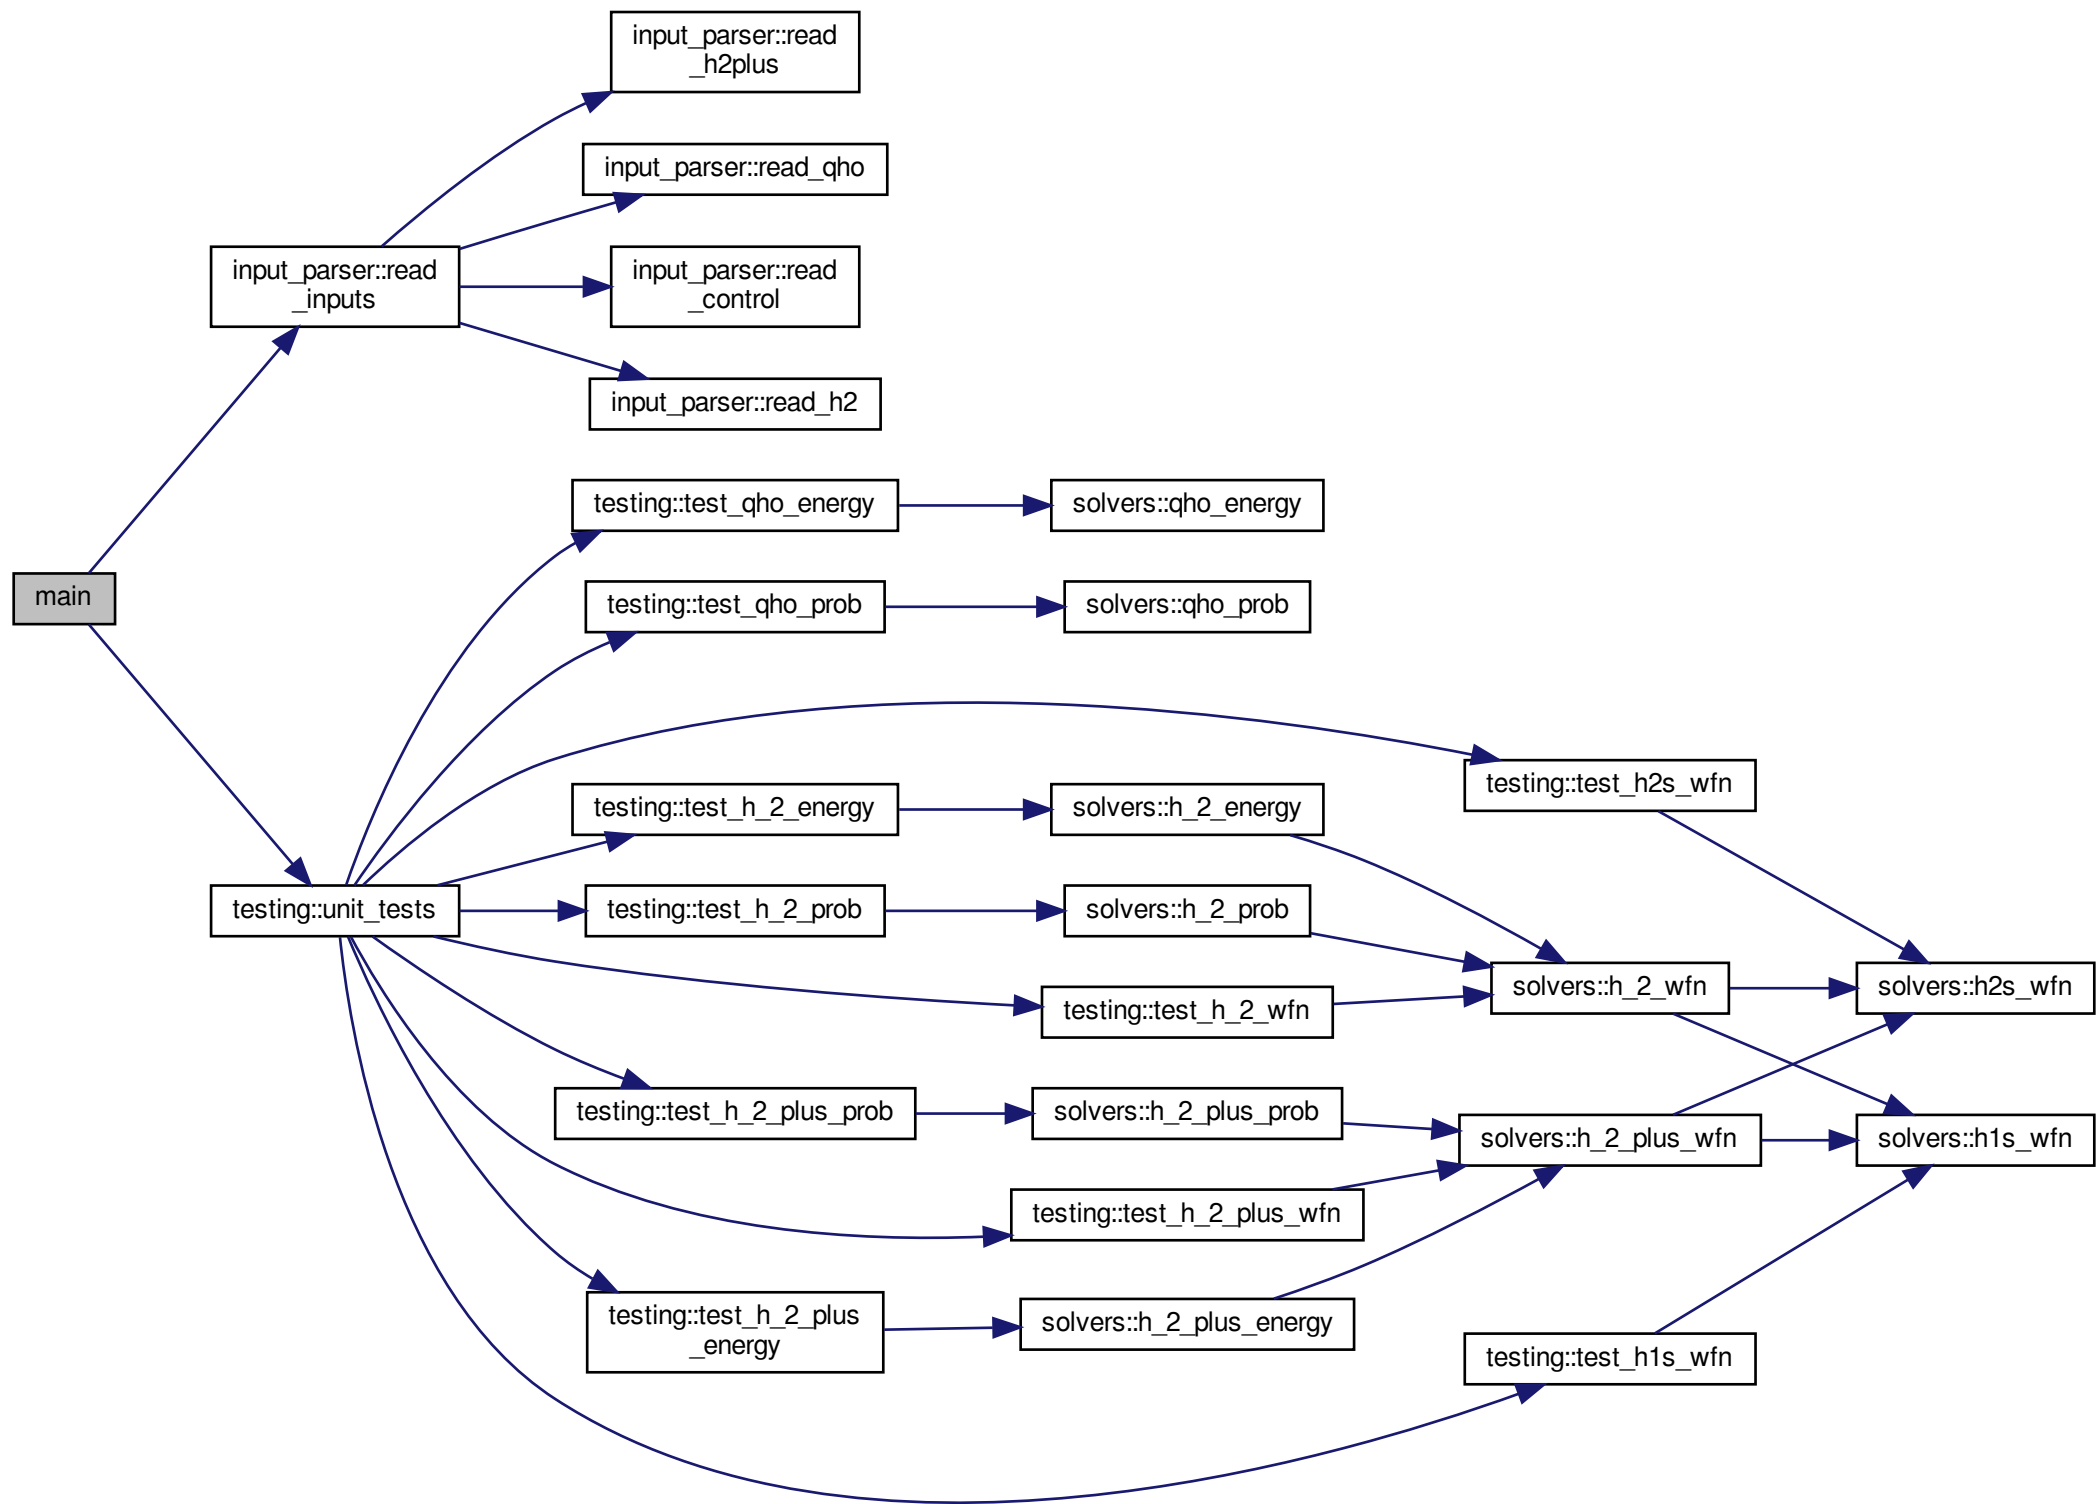 input_parser::read
_h2plus
input_parser::read_qho
input_parser::read
_inputs
input_parser::read
_control
input_parser::read_h2
testing::test_qho_energy
solvers::qho_energy
main
testing::test_qho_prob
solvers::qho_prob
testing::test_h2s_wfn
testing::test_h_2_energy
solvers::h_2_energy
testing::unit_tests
testing::test_h_2_prob
solvers::h_2_prob
solvers::h_2_wfn
solvers::h2s_wfn
testing::test_h_2_wfn
testing::test_h_2_plus_prob
solvers::h_2_plus_prob
solvers::h_2_plus_wfn
solvers::h1s_wfn
testing::test_h_2_plus_wfn
testing::test_h_2_plus
_energy
solvers::h_2_plus_energy
testing::test_h1s_wfn